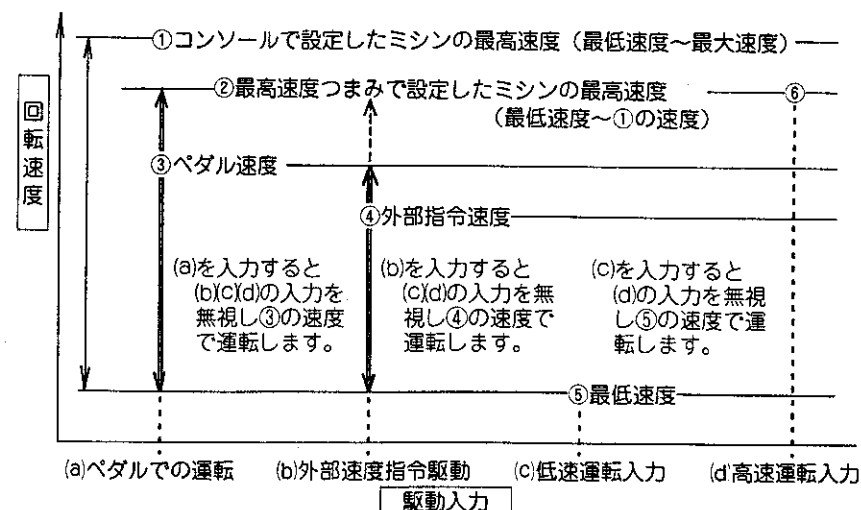 ①コンソールで設定したミシンの最高速度（最低速度～最大速度）
②最高速度つまみで設定したミシンの最高速度
⑥
（最低速度～①の速度）
回転速度
③ペダル速度
④外部指令速度
(a)を入力すると
(b)(c)(d)の入力を
無視し③の速度
で運転します。
(b)を入力すると
(c)(d)の入力を無
視し④の速度で
運転します。
(c)を入力すると
(d)の入力を無視
し⑤の速度で運
転します。
⑤最低速度
(a)ペダルでの運転
(b)外部速度指令駆動
(c)低速運転入力
(d)高速運転入力
駆動入力